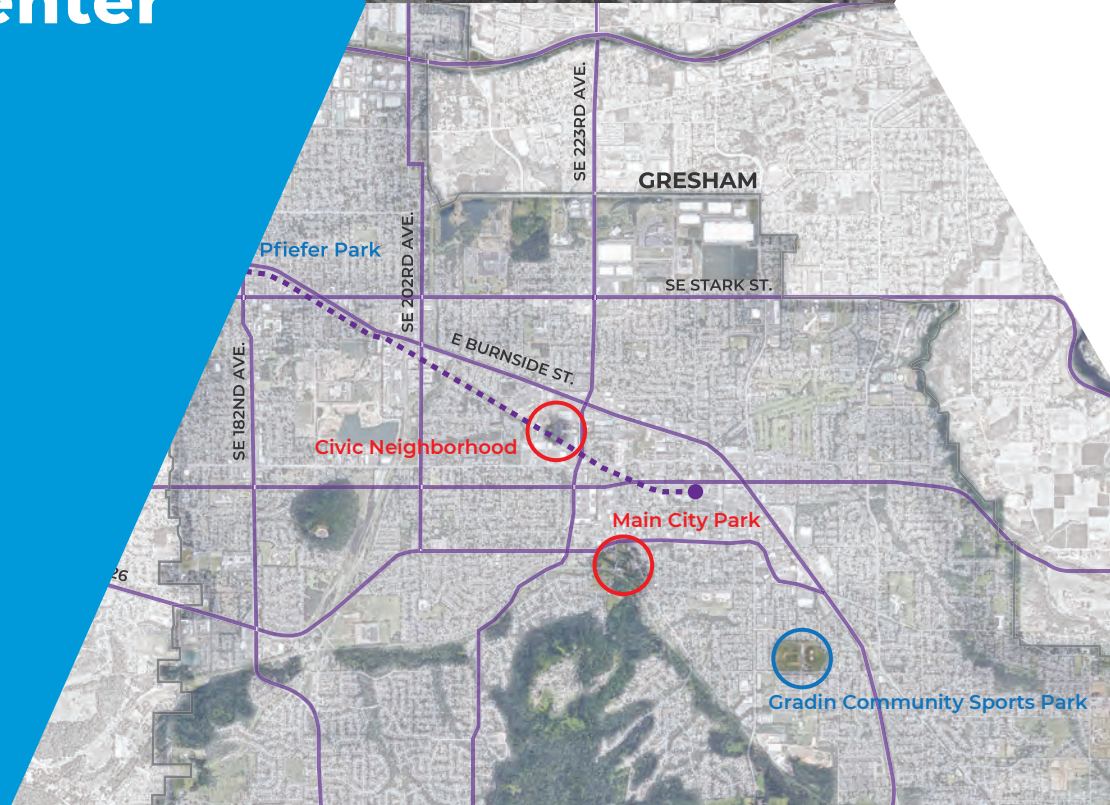 enter
SE 223RD AVE.
GRESHAM
SE 202RD AVE.
Pfiefer Park
SE STARK ST.
E BURNSIDE ST.
SE 182ND AVE.
Civic Neighborhood
Main City Park
26
Gradin Community Sports Park